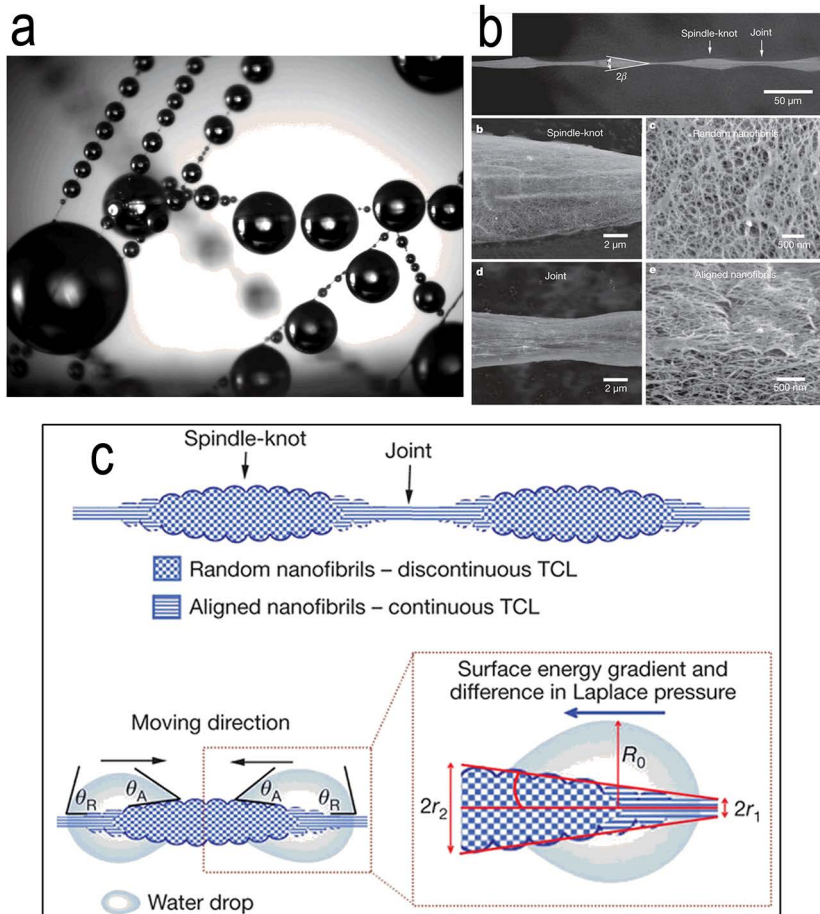 a
b
Spindle-knot
Joint
2β
50 μm
b
Spindle-knot
2 μm
c
Random nanofibrils
500 nm
d
Joint
2 μm
e
Aligned nanofibrils
500 nm
c
Spindle-knot
Joint
Random nanofibrils – discontinuous TCL
Aligned nanofibrils – continuous TCL
Moving direction
θR
θA
θA
θR
Water drop
Surface energy gradient and
difference in Laplace pressure
R0
2r2
2r1